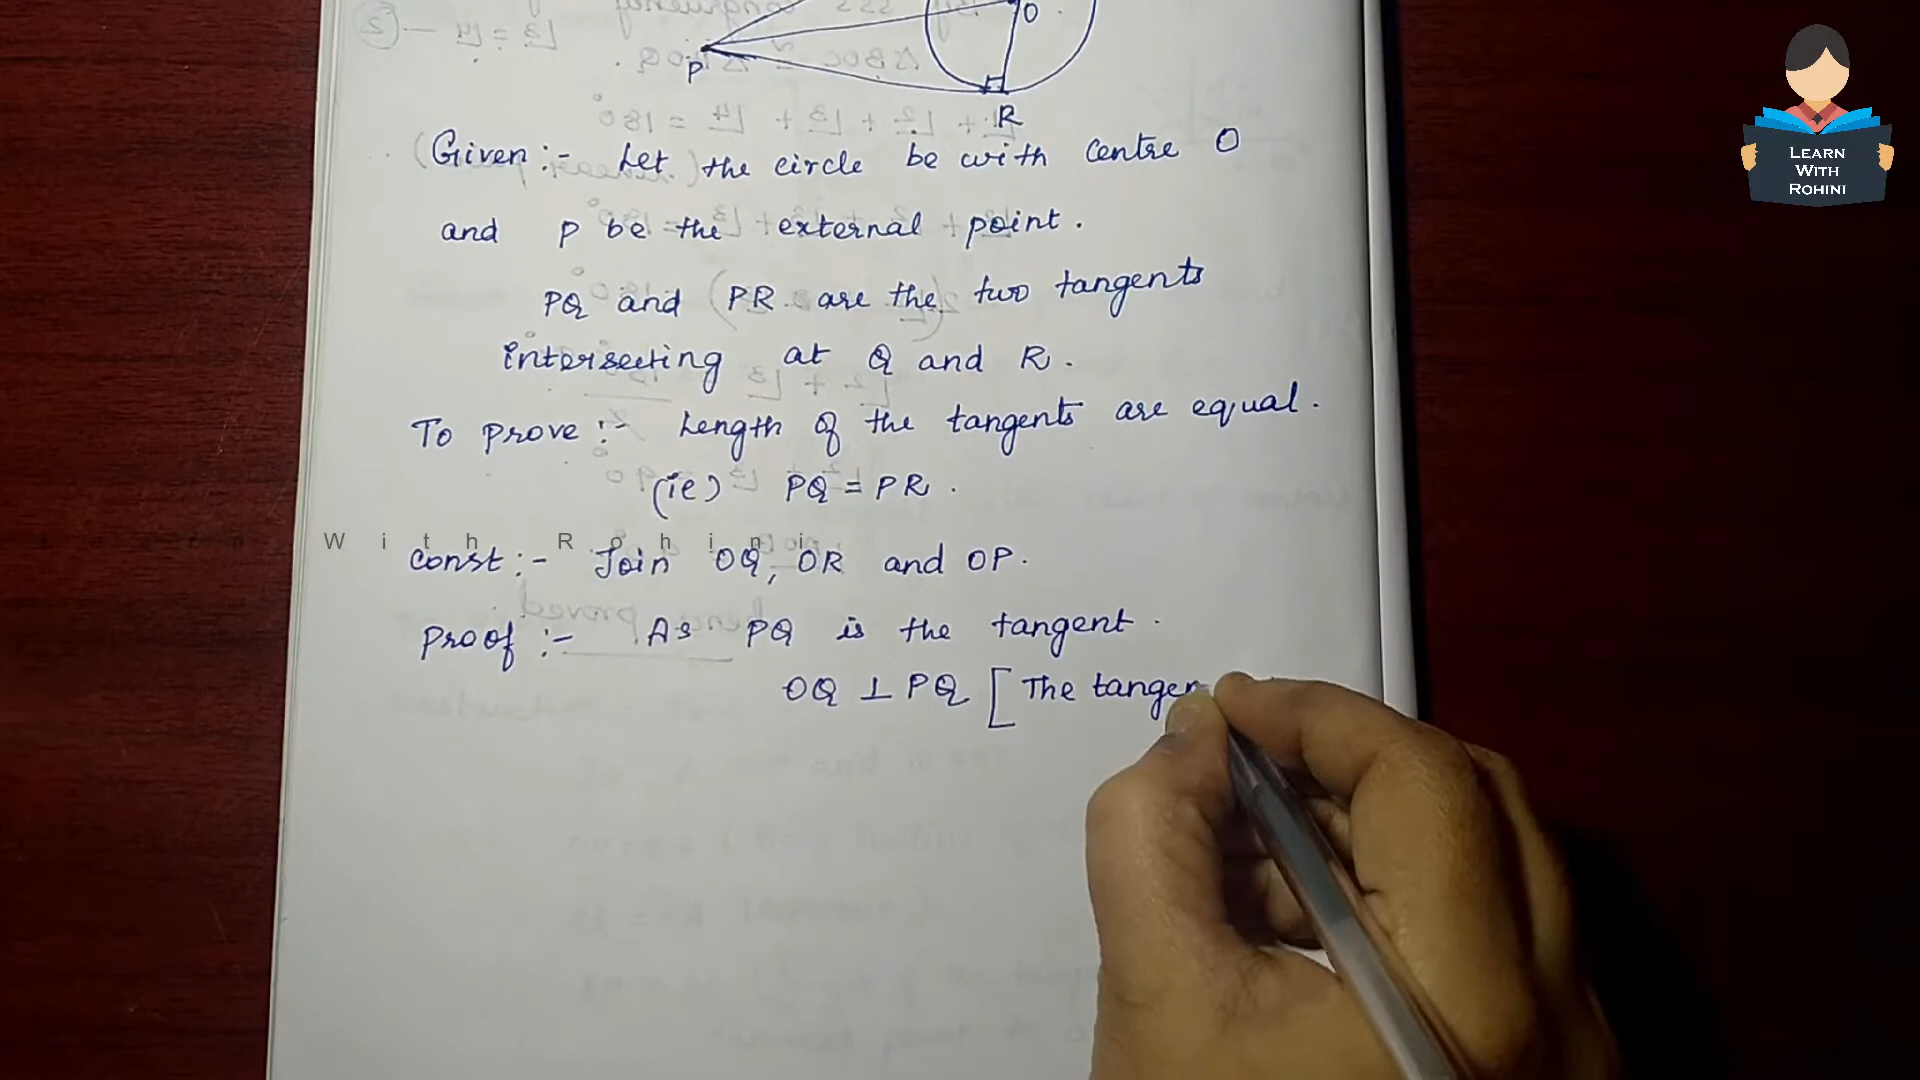 O
P
R
Given :- Let the circle be with centre O
and P be the external point.
PQ and PR are the two tangents
intersecting at Q and R.
To prove :- Length of the tangents are equal.
(ie) PQ = PR.
With Rohini
const :- Join OQ, OR and OP.
Proof :- As PQ is the tangent.
OQ ⊥ PQ [The tangen
LEARN
WITH
ROHINI